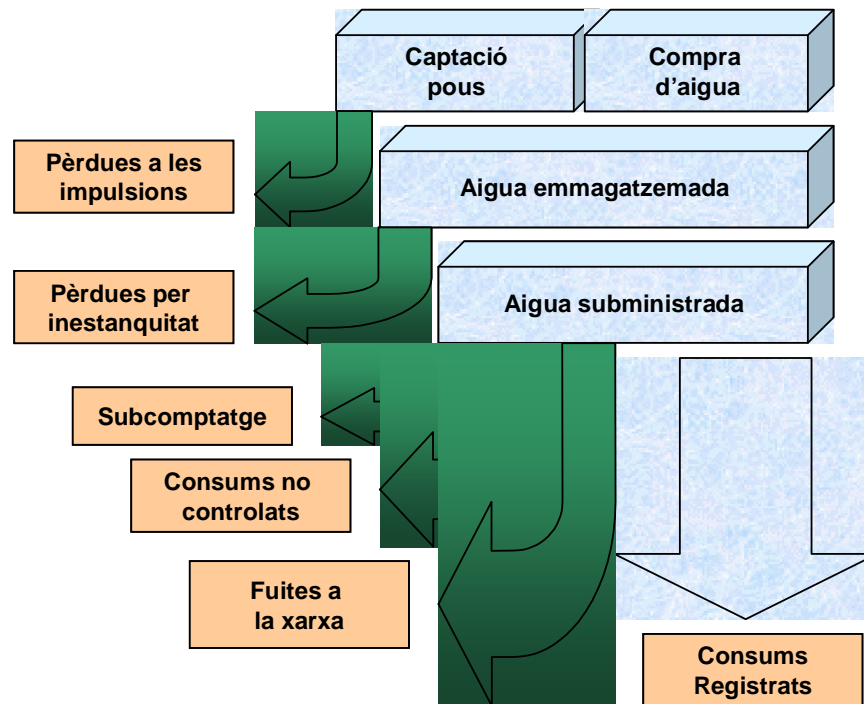 Captació
pous
Compra
d'aigua
Pèrdues a les
impulsions
Aigua emmagatzemada
Pèrdues per
inestanquitat
Aigua subministrada
Subcomptatge
Consums no
controlats
Fuites a
la xarxa
Consums
Registrats